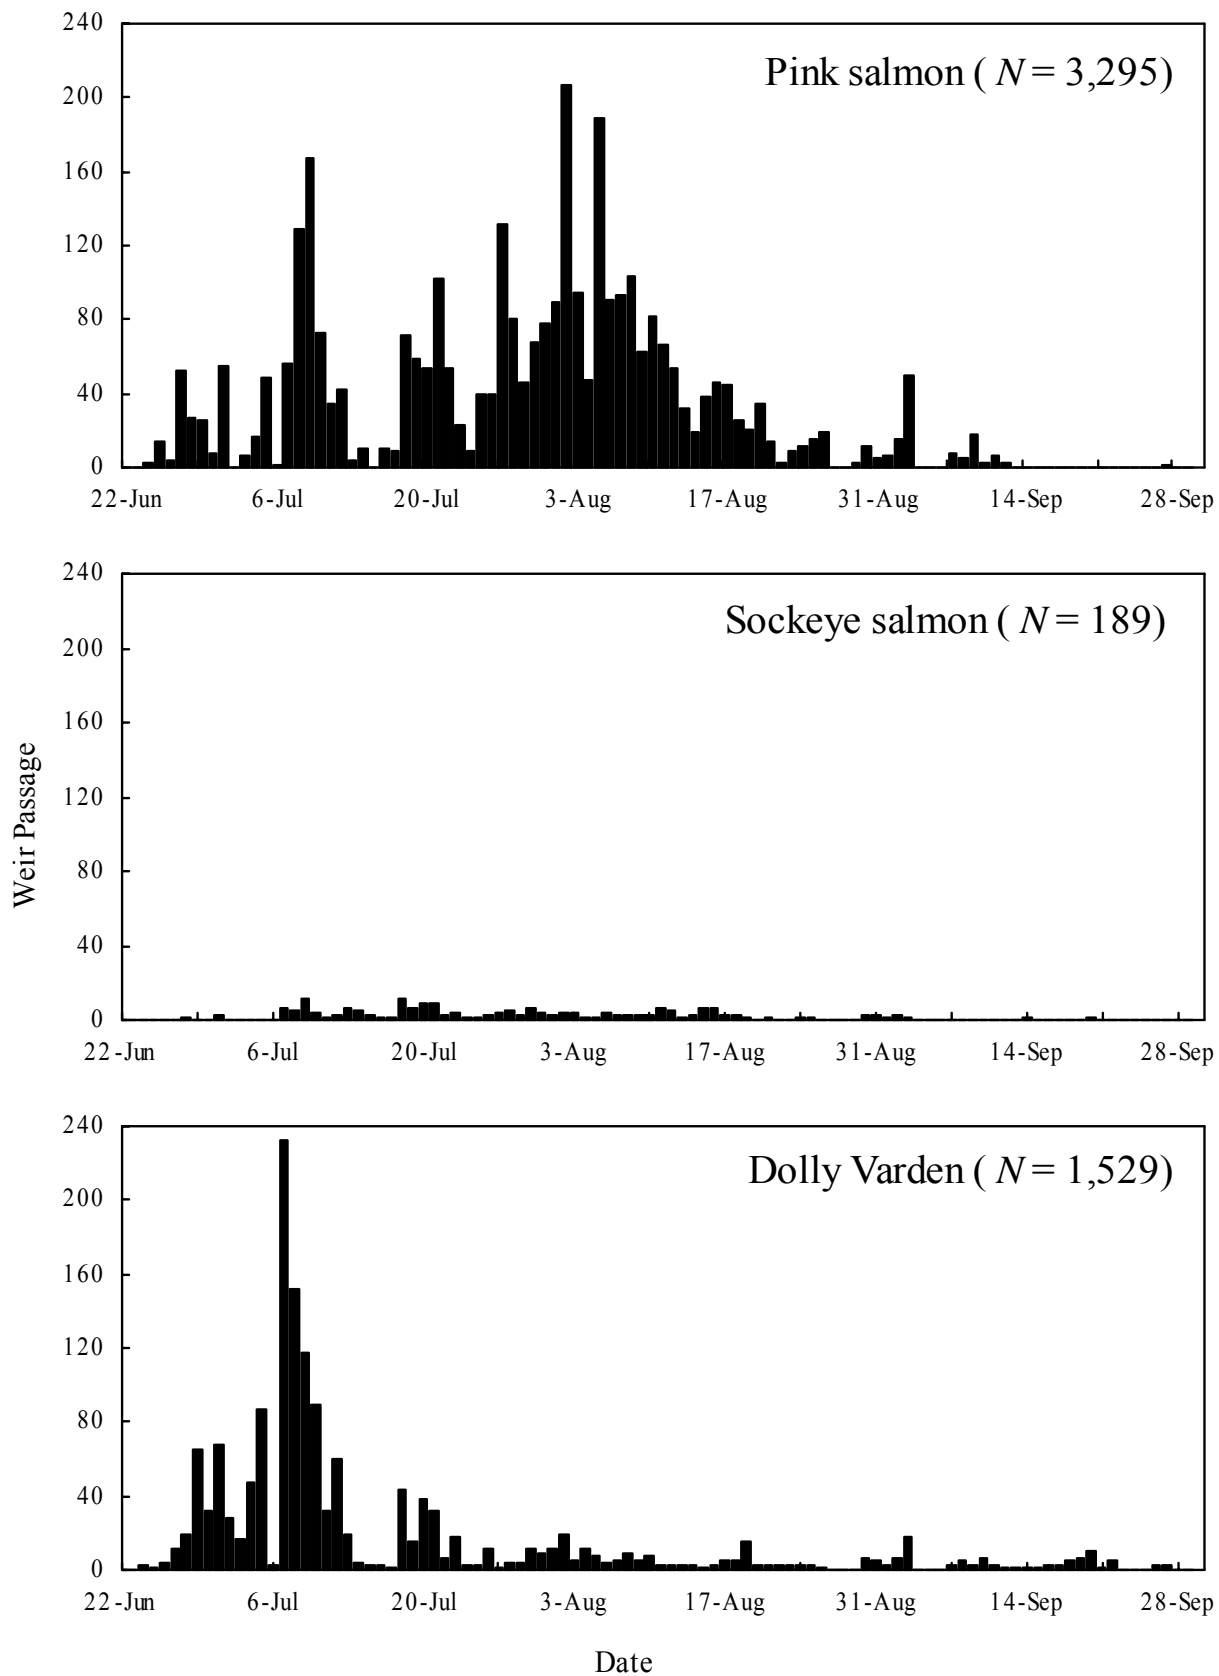 240
Pink salmon ( N = 3,295)
200
160
120
80
40
0
22-Jun 6-Jul 20-Jul 3-Aug 17-Aug 31-Aug 14-Sep 28-Sep
240
Sockeye salmon ( N = 189)
200
160
Weir Passage
120
80
40
0
22-Jun 6-Jul 20-Jul 3-Aug 17-Aug 31-Aug 14-Sep 28-Sep
240
Dolly Varden ( N = 1,529)
200
160
120
80
40
0
22-Jun 6-Jul 20-Jul 3-Aug 17-Aug 31-Aug 14-Sep 28-Sep
Date